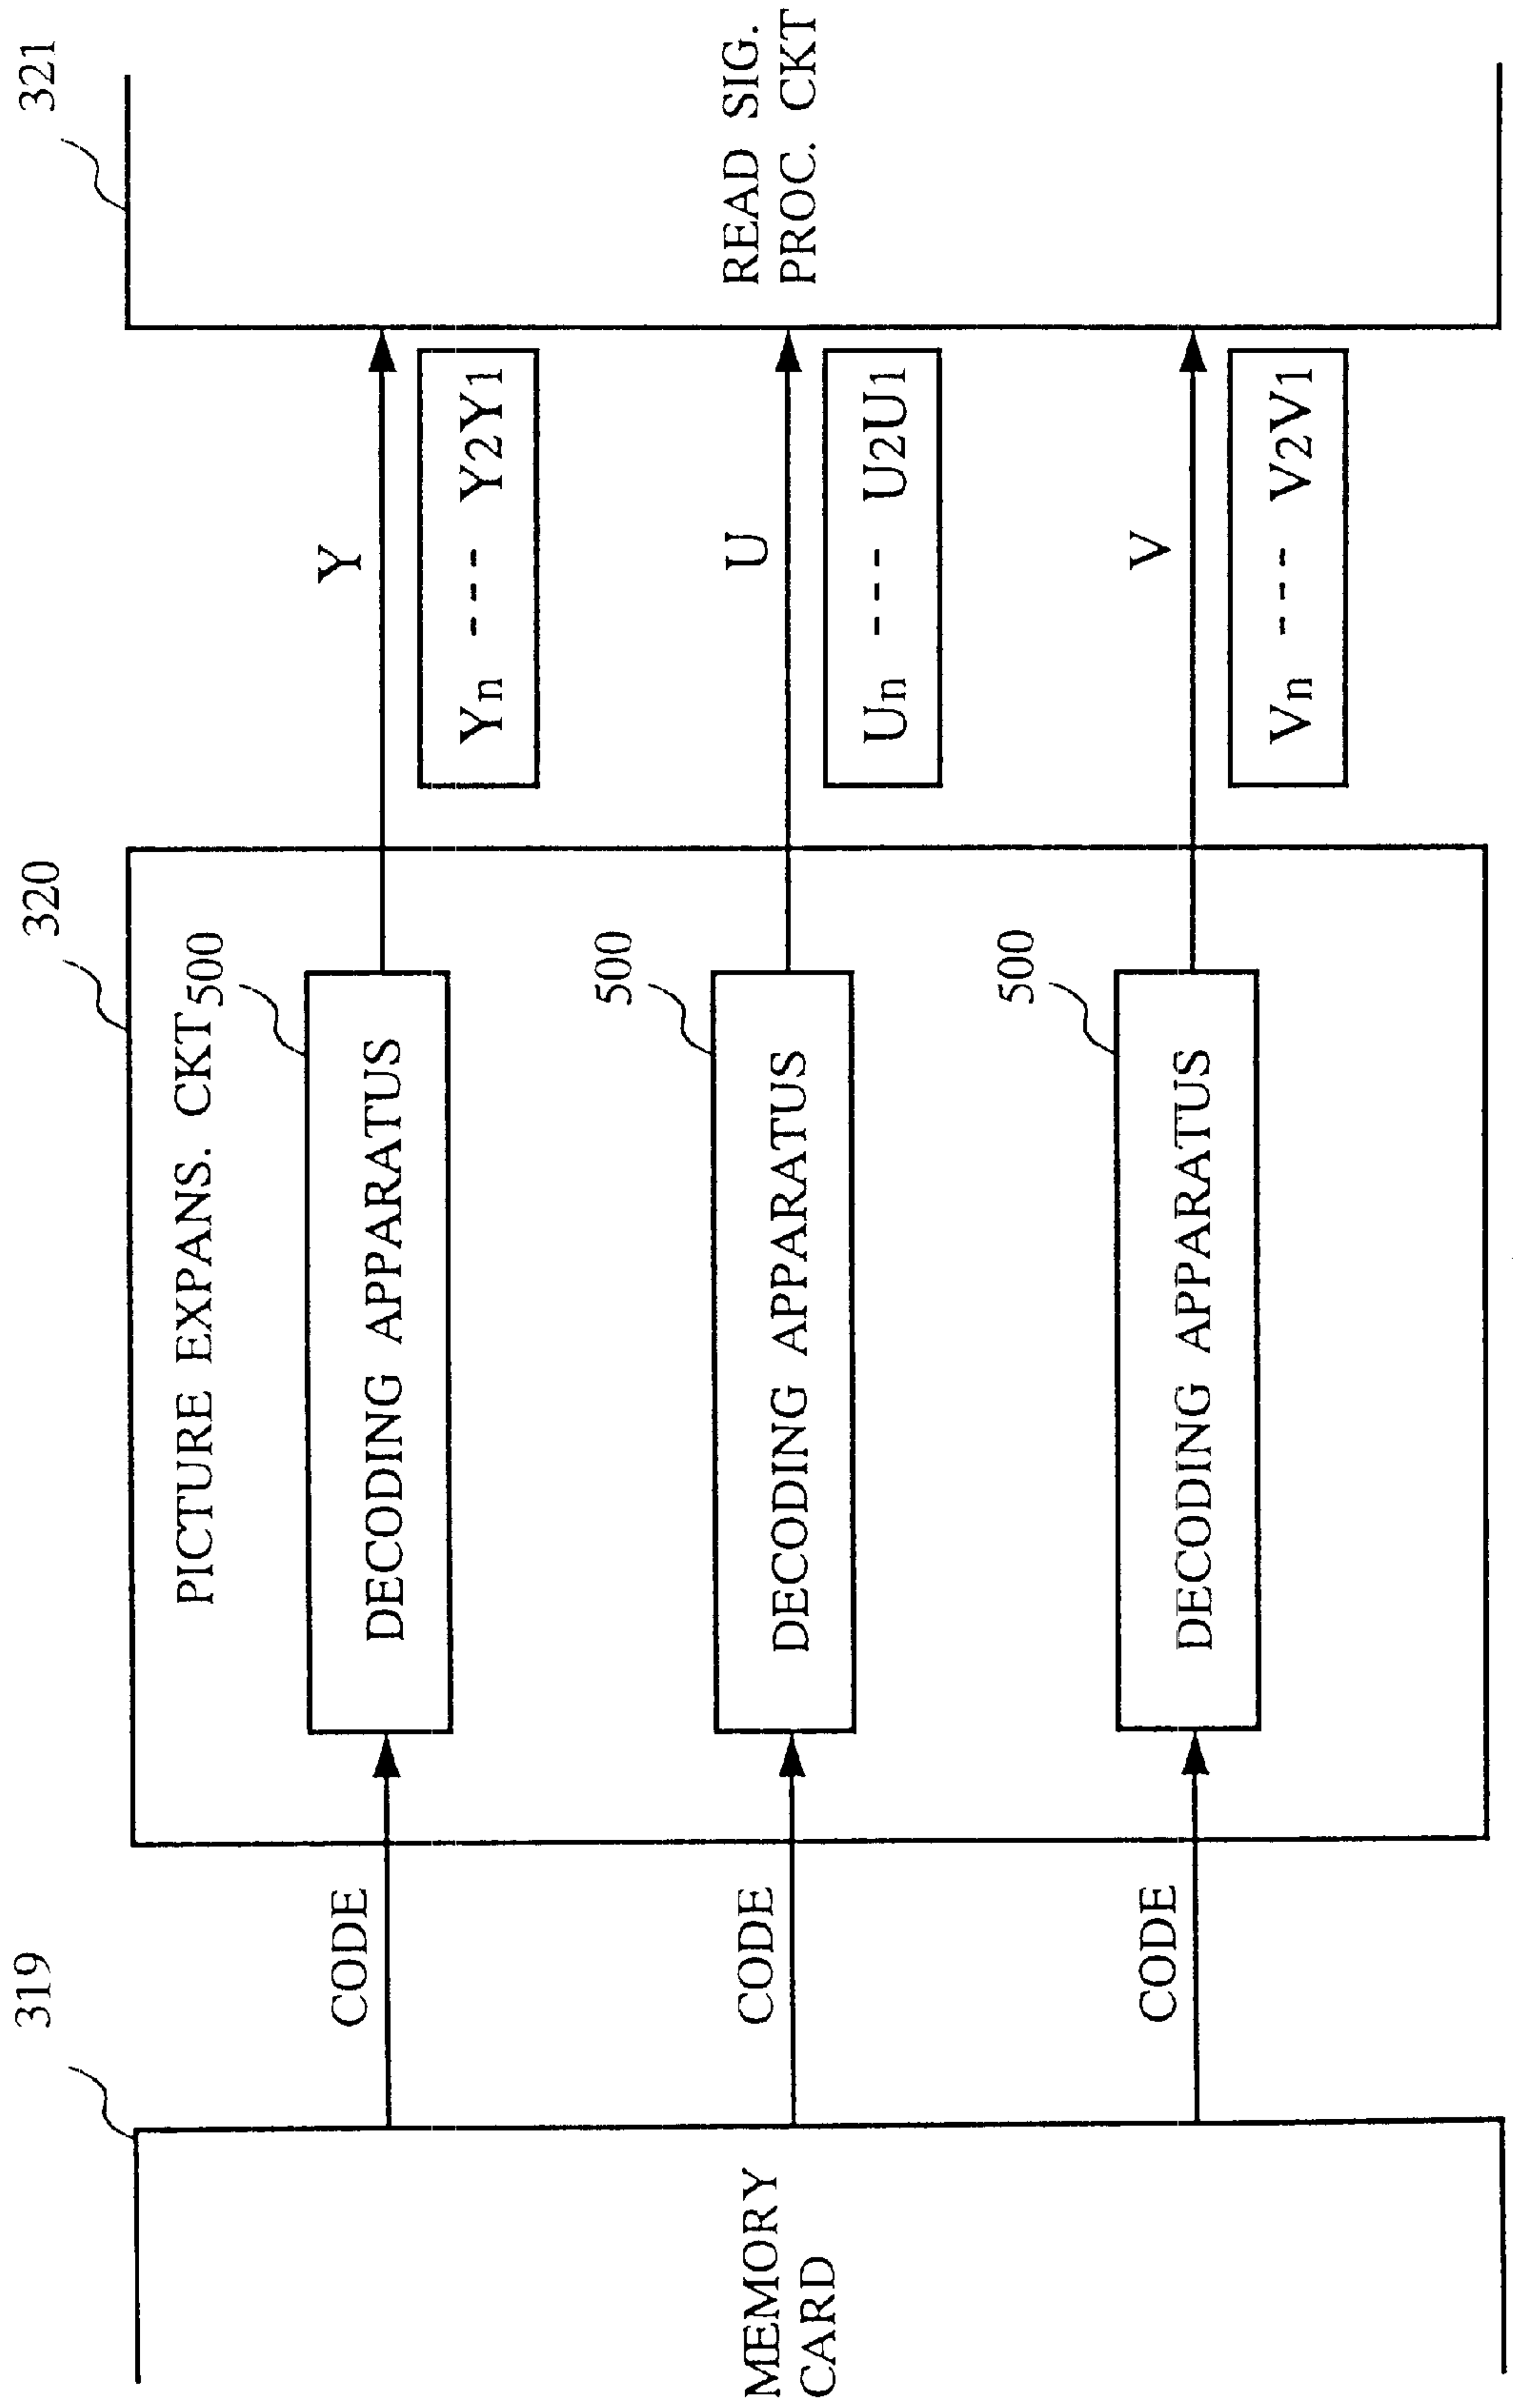 319
320
321
MEMORY
CARD
PICTURE EXPANS. CKT
CODE
500
DECODING APPARATUS
Y
Yn --- Y2Y1
CODE
500
DECODING APPARATUS
U
Un --- U2U1
READ SIG.
PROC. CKT
CODE
500
DECODING APPARATUS
V
Vn --- V2V1